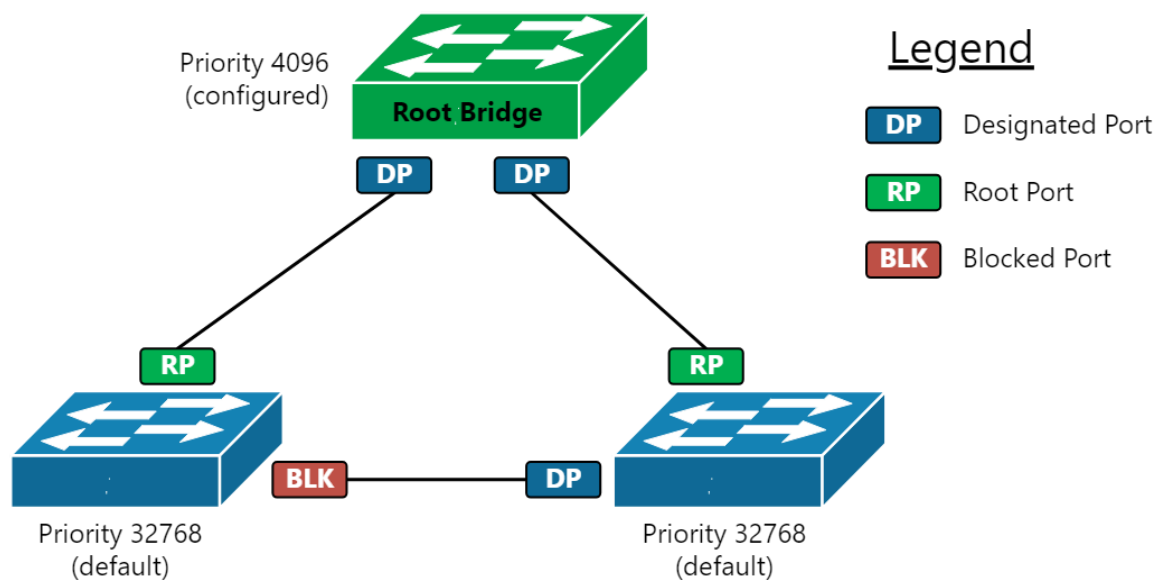 Priority 4096
(configured)
Root Bridge
Legend
DP Designated Port
RP Root Port
BLK Blocked Port
DP DP
RP RP
BLK DP
Priority 32768
(default)
Priority 32768
(default)